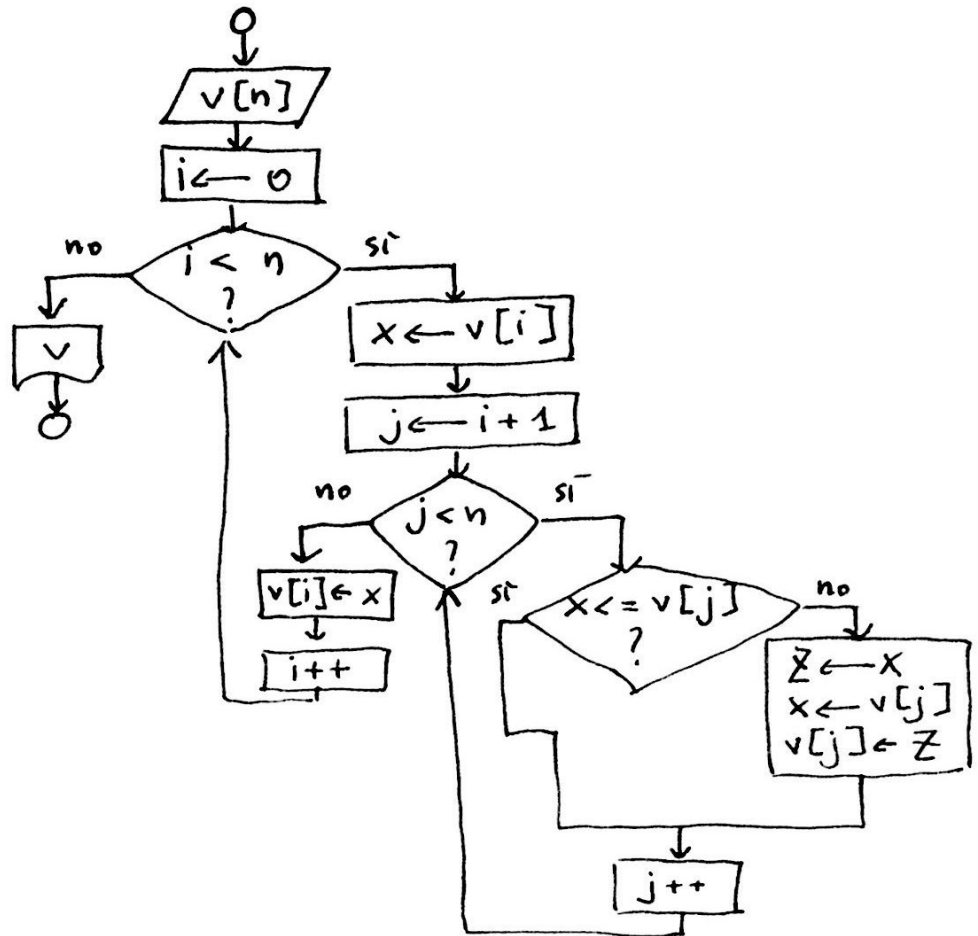 v[n]
i ← 0
i < n
?
no
sì
v
x ← v[i]
j ← i + 1
j < n
?
no
sì
v[i] ← x
i++
x <= v[j]
?
sì
no
z ← x
x ← v[j]
v[j] ← z
j++